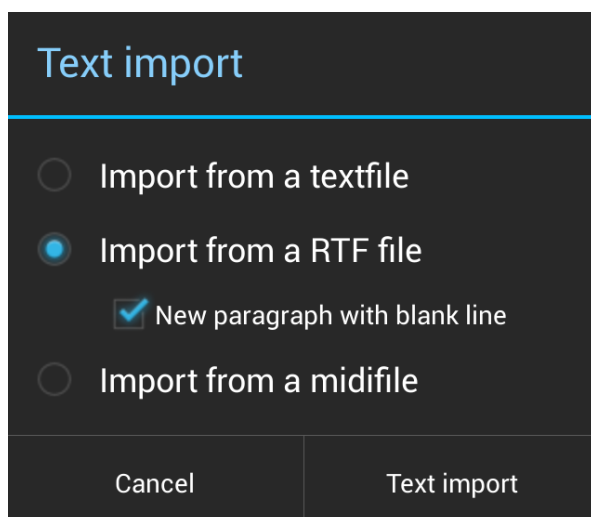 Text import
Import from a textfile
Import from a RTF file
New paragraph with blank line
Import from a midifile
Cancel
Text import